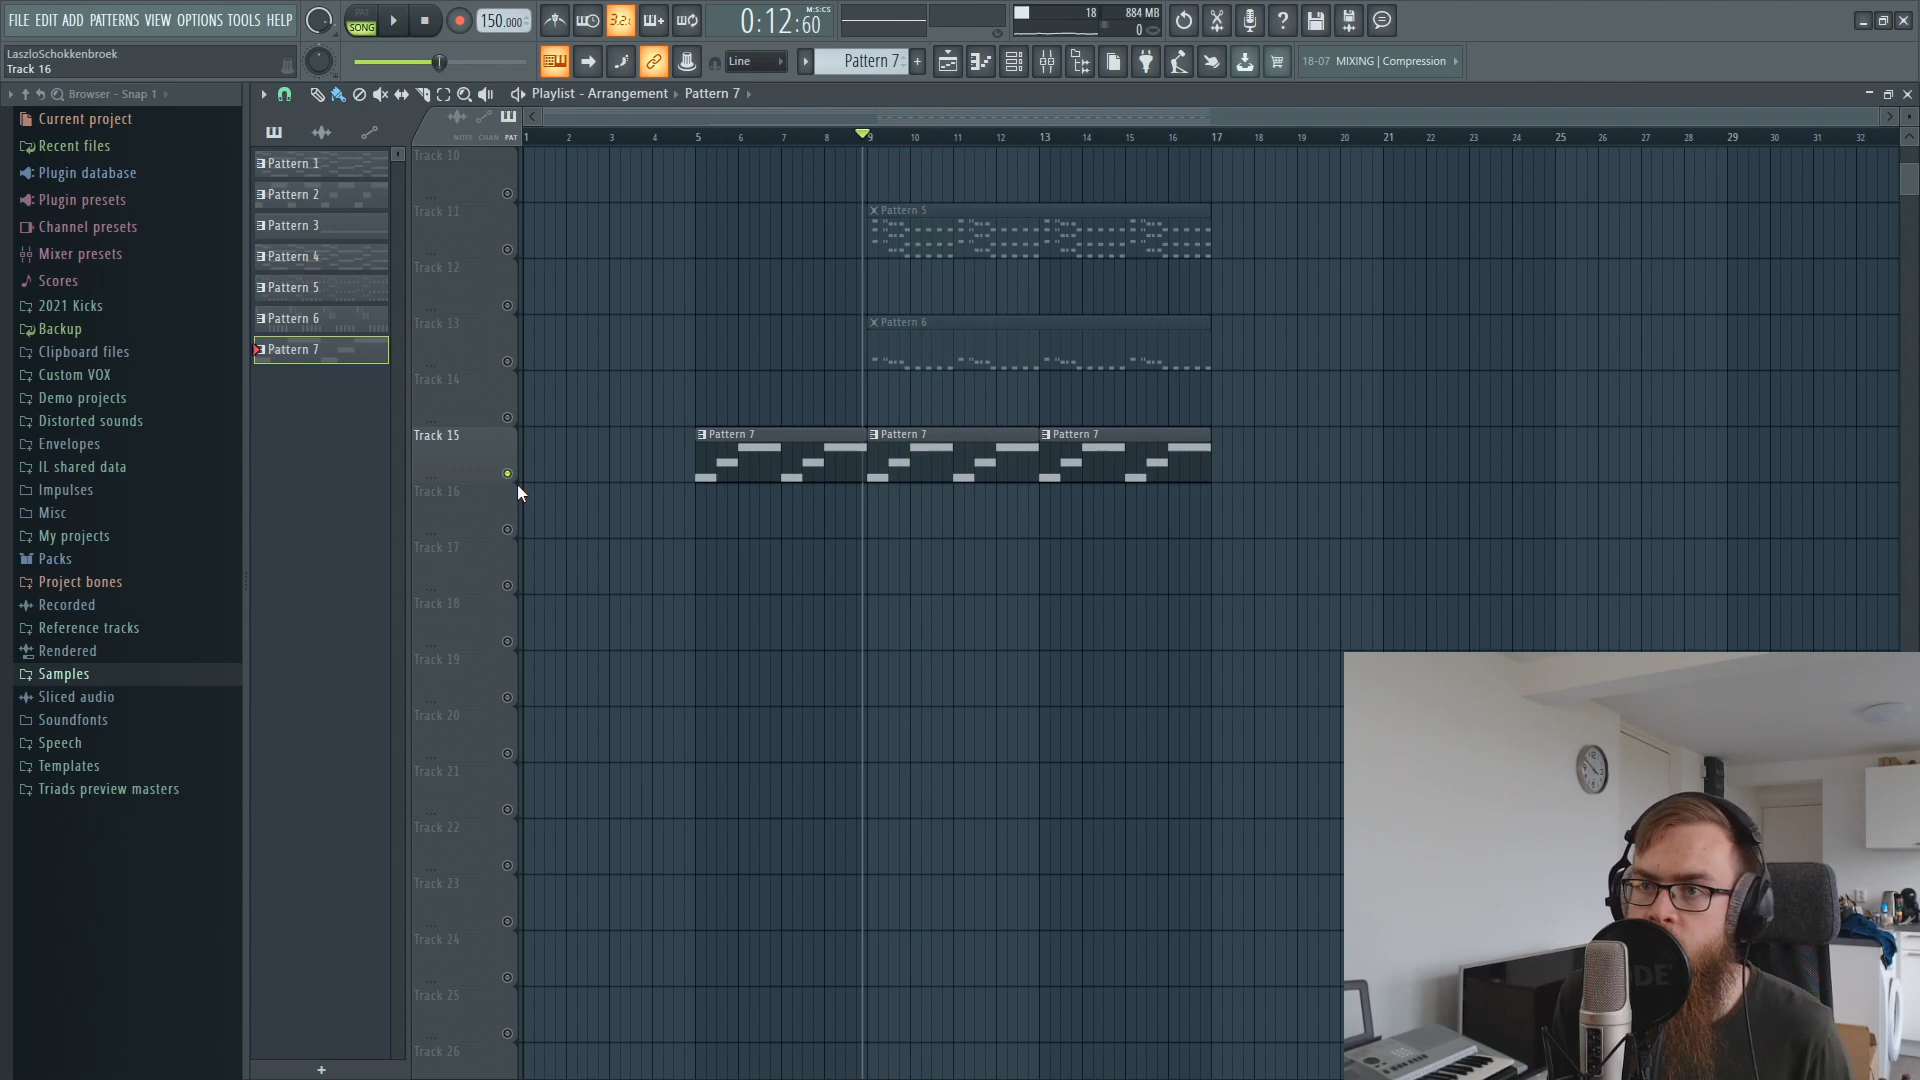 FILE EDIT ADD PATTERNS VIEW OPTIONS TOOLS HELP
PAT
SONG
150.000
3.2.
0:12:60
M:S:CS
18
884 MB
0
LaszloSchokkenbroek
Track 16
Line
Pattern 7
18-07 MIXING | Compression
Browser - Snap 1
Playlist - Arrangement
Pattern 7
NOTE CHAN PAT
1 2 3 4 5 6 7 8 9 10 11 12 13 14 15 16 17 18 19 20 21 22 23 24 25 26 27 28 29 30 31 32
Current project
Recent files
Plugin database
Plugin presets
Channel presets
Mixer presets
Scores
2021 Kicks
Backup
Clipboard files
Custom VOX
Demo projects
Distorted sounds
Envelopes
IL shared data
Impulses
Misc
My projects
Packs
Project bones
Recorded
Reference tracks
Rendered
Samples
Sliced audio
Soundfonts
Speech
Templates
Triads preview masters
Pattern 1
Pattern 2
Pattern 3
Pattern 4
Pattern 5
Pattern 6
Pattern 7
Track 10
Track 11
Track 12
Track 13
Track 14
Track 15
Track 16
Track 17
Track 18
Track 19
Track 20
Track 21
Track 22
Track 23
Track 24
Track 25
Track 26
Pattern 5
Pattern 6
Pattern 7
Pattern 7
Pattern 7